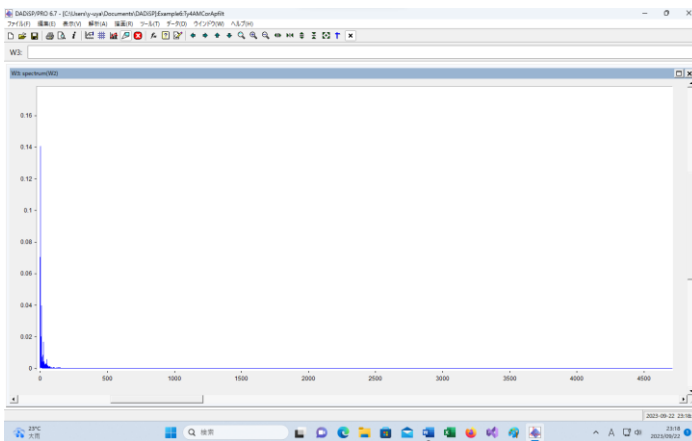 DADiSP/PRO 6.7 - [C:\Users\y-uya\Documents\DADiSP]:Example6:Ty4AMCorApRlt
ファイル(F) 編集(E) 表示(V) 解析(A) 描画(R) ツール(T) データ(O) ウインドウ(W) ヘルプ(H)
W3:
W3: spectrum(W2)
0.16
0.14
0.12
0.1
0.08
0.06
0.04
0.02
0
0 500 1000 1500 2000 2500 3000 3500 4000 4500
2023-09-22 23:18
23°C
大雨
検索
A
23:18
2023/09/22